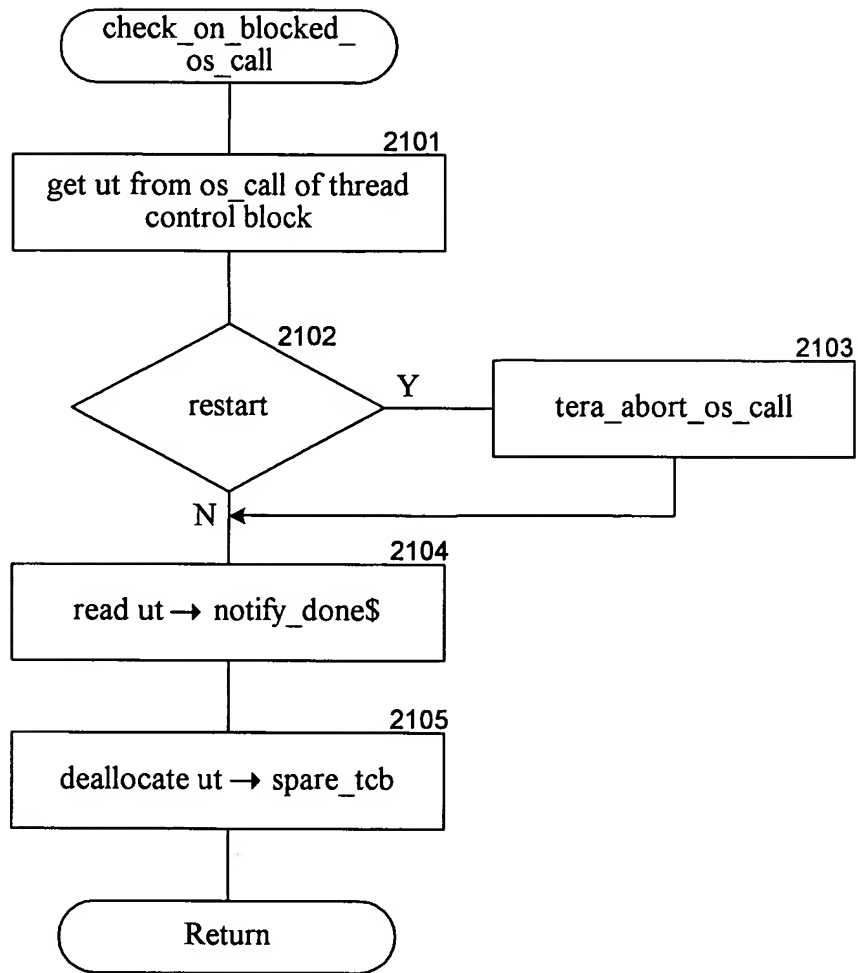 check_on_blocked_
os_call
2101
get ut from os_call of thread
control block
2102
restart
Y
2103
tera_abort_os_call
N
2104
read ut → notify_done$
2105
deallocate ut → spare_tcb
Return